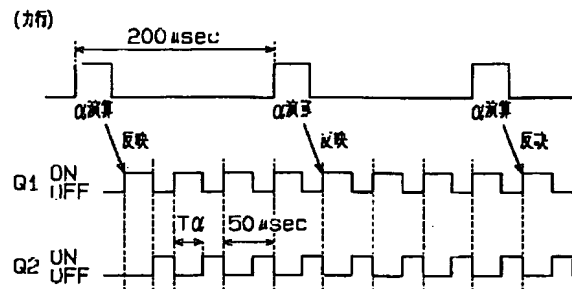 (力行)
200 μsec
α演算 α演算 α演算
反映 反映 反映
Q1 ON
OFF
Tα 50 μsec
Q2 ON
OFF